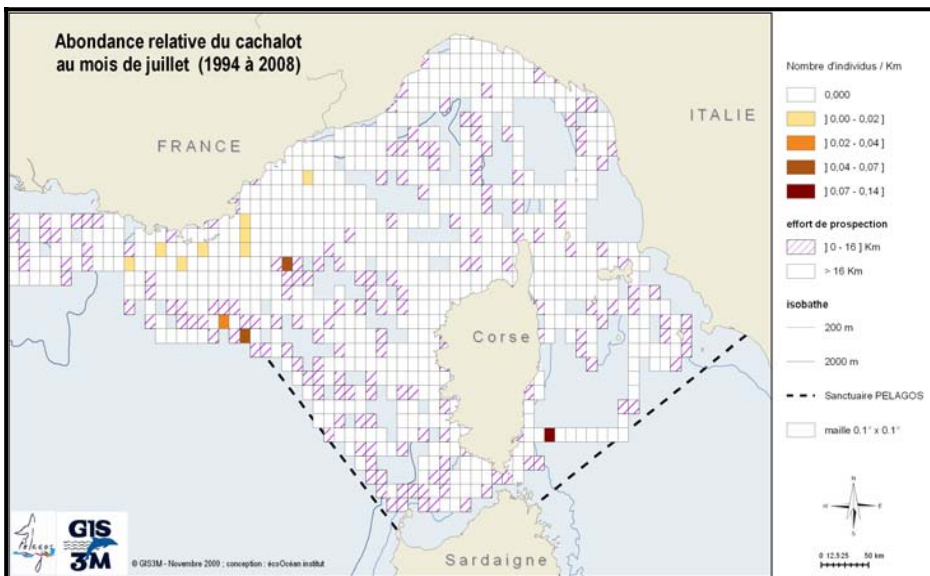 Abondance relative du cachalot
au mois de juillet (1994 à 2008)
FRANCE
ITALIE
Corse
Sardaigne
Nombre d'individus / Km
0,000
] 0.00 - 0,02 ]
] 0.02 - 0,04 ]
] 0.04 - 0,07 ]
] 0,07 - 0,14 ]
effort de prospection
] 0 - 16 ] Km
> 16 Km
isobathe
200 m
2000 m
Sanctuaire PELAGOS
maille 0.1° x 0.1°
N
0 12,5 25 50 km
Pelagos
GIS
3M
© GIS3M - Novembre 2009 ; conception : écoOcéan institut